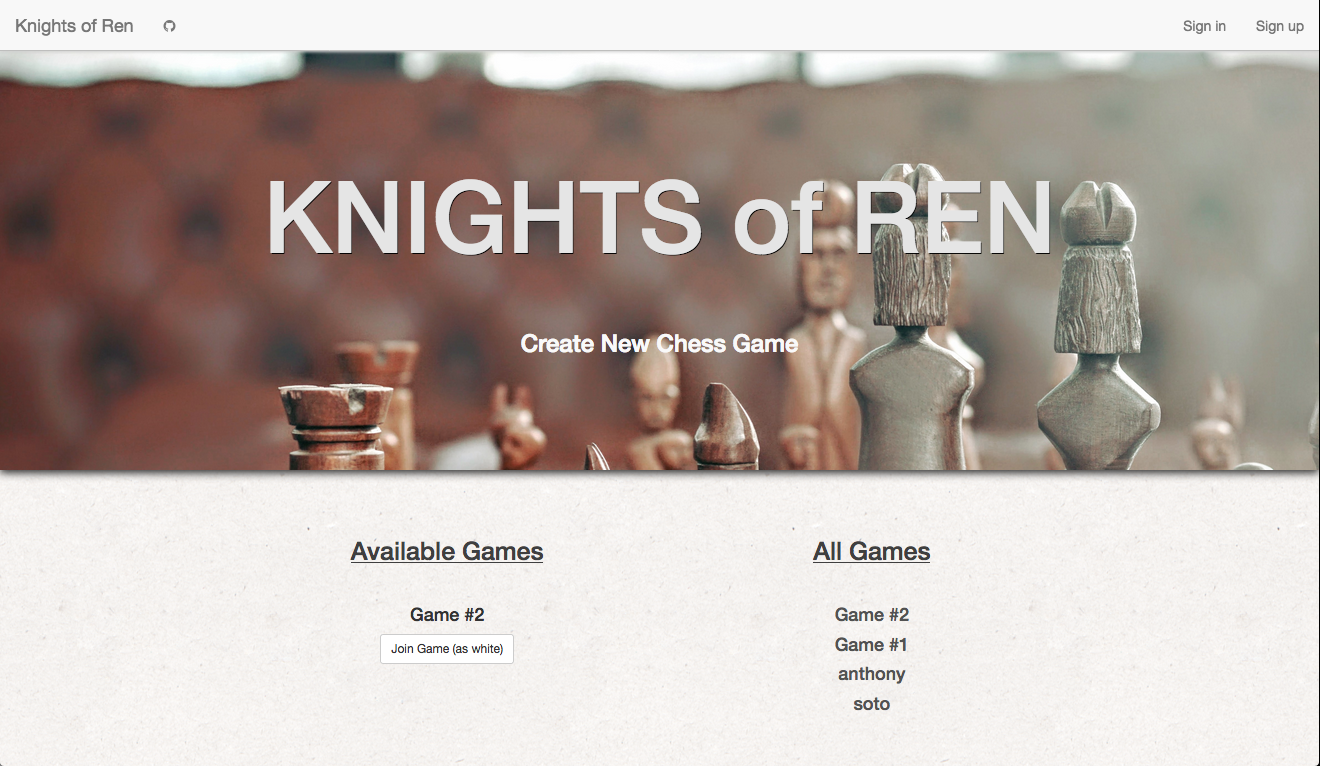 Knights of Ren
Sign in
Sign up
KNIGHTS of REN
Create New Chess Game
Available Games
Game #2
Join Game (as white)
All Games
Game #2
Game #1
anthony
soto